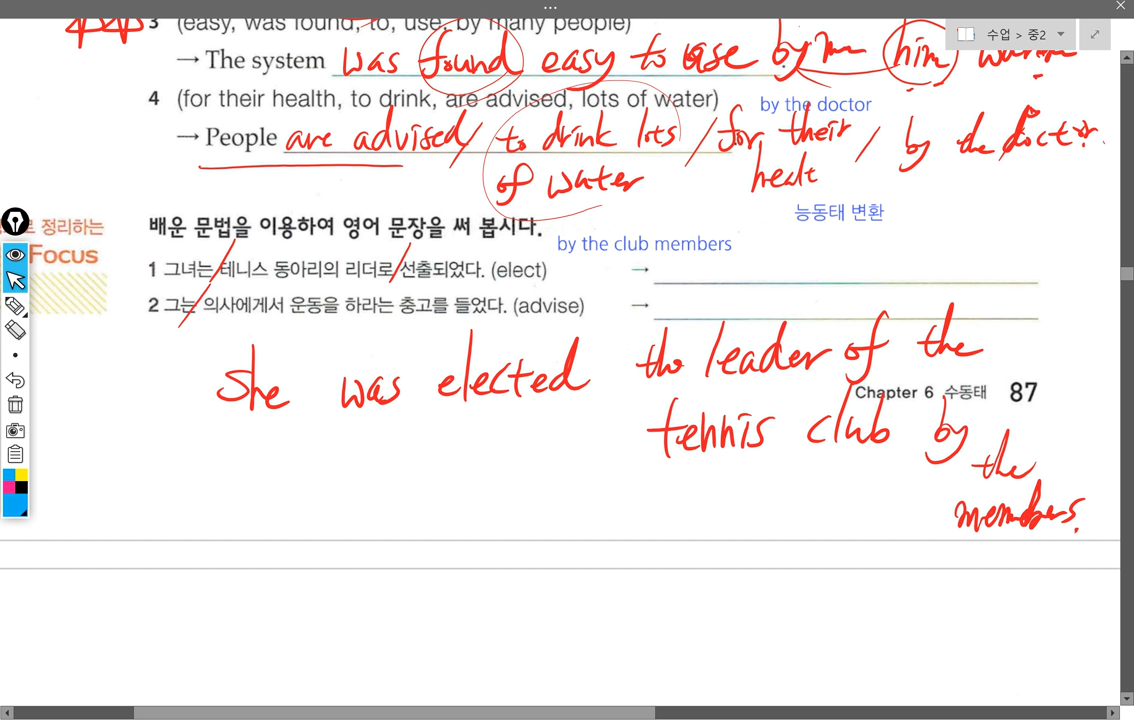 3 (easy, was found, to, use, by many people)
수업 > 중2
→ The system was found easy to use by him
4 (for their health, to drink, are advised, lots of water)
by the doctor
→ People are advised / to drink lots / for their / by the doctor.
of water
healt
능동태 변환
로 정리하는
Focus
배운 문법을 이용하여 영어 문장을 써 봅시다.
by the club members
1 그녀는 테니스 동아리의 리더로 선출되었다. (elect) →
2 그는 의사에게서 운동을 하라는 충고를 들었다. (advise) →
She was elected the leader of the
Chapter 6 수동태 87
tennis club by
the
members.